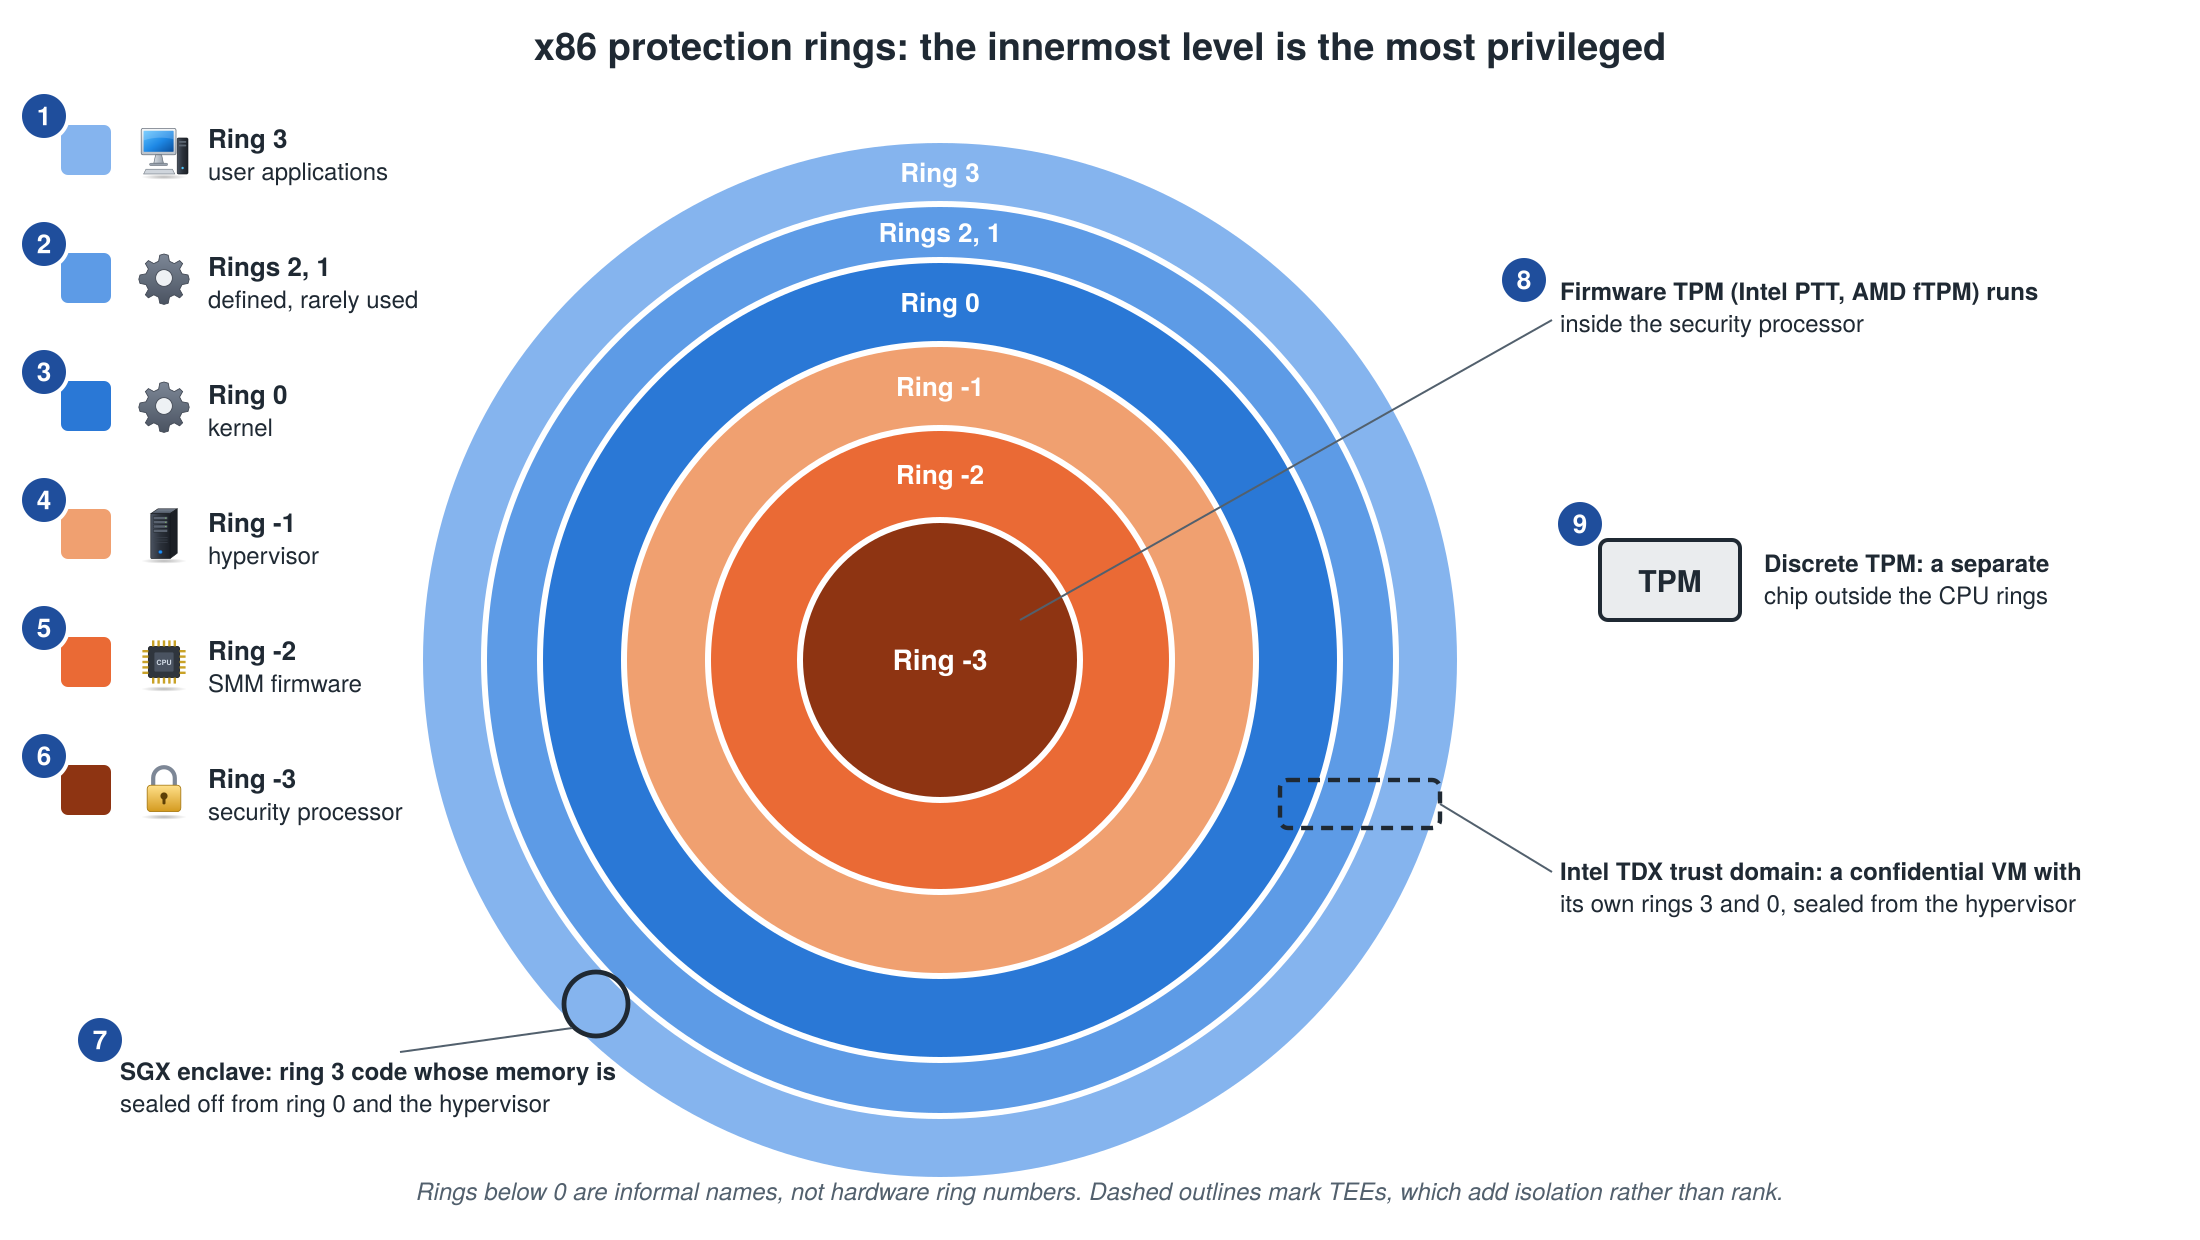 x86 protection rings: the innermost level is the most privileged
1
Ring 3
user applications
2
Rings 2, 1
defined, rarely used
3
Ring 0
kernel
4
Ring -1
hypervisor
5
CPU
Ring -2
SMM firmware
6
Ring -3
security processor
Ring 3
Rings 2, 1
Ring 0
Ring -1
Ring -2
Ring -3
8
Firmware TPM (Intel PTT, AMD fTPM) runs
inside the security processor
9
TPM
Discrete TPM: a separate
chip outside the CPU rings
Intel TDX trust domain: a confidential VM with
its own rings 3 and 0, sealed from the hypervisor
7
SGX enclave: ring 3 code whose memory is
sealed off from ring 0 and the hypervisor
Rings below 0 are informal names, not hardware ring numbers. Dashed outlines mark TEEs, which add isolation rather than rank.